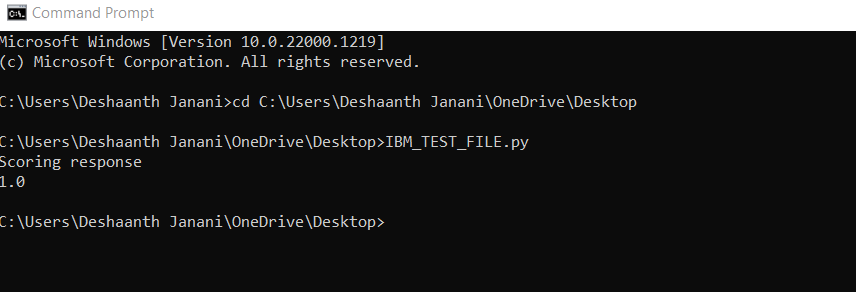 Command Prompt
Microsoft Windows [Version 10.0.22000.1219]
(c) Microsoft Corporation. All rights reserved.
C:\Users\Deshaanth Janani>cd C:\Users\Deshaanth Janani\OneDrive\Desktop
C:\Users\Deshaanth Janani\OneDrive\Desktop>IBM_TEST_FILE.py
Scoring response
1.0
C:\Users\Deshaanth Janani\OneDrive\Desktop>